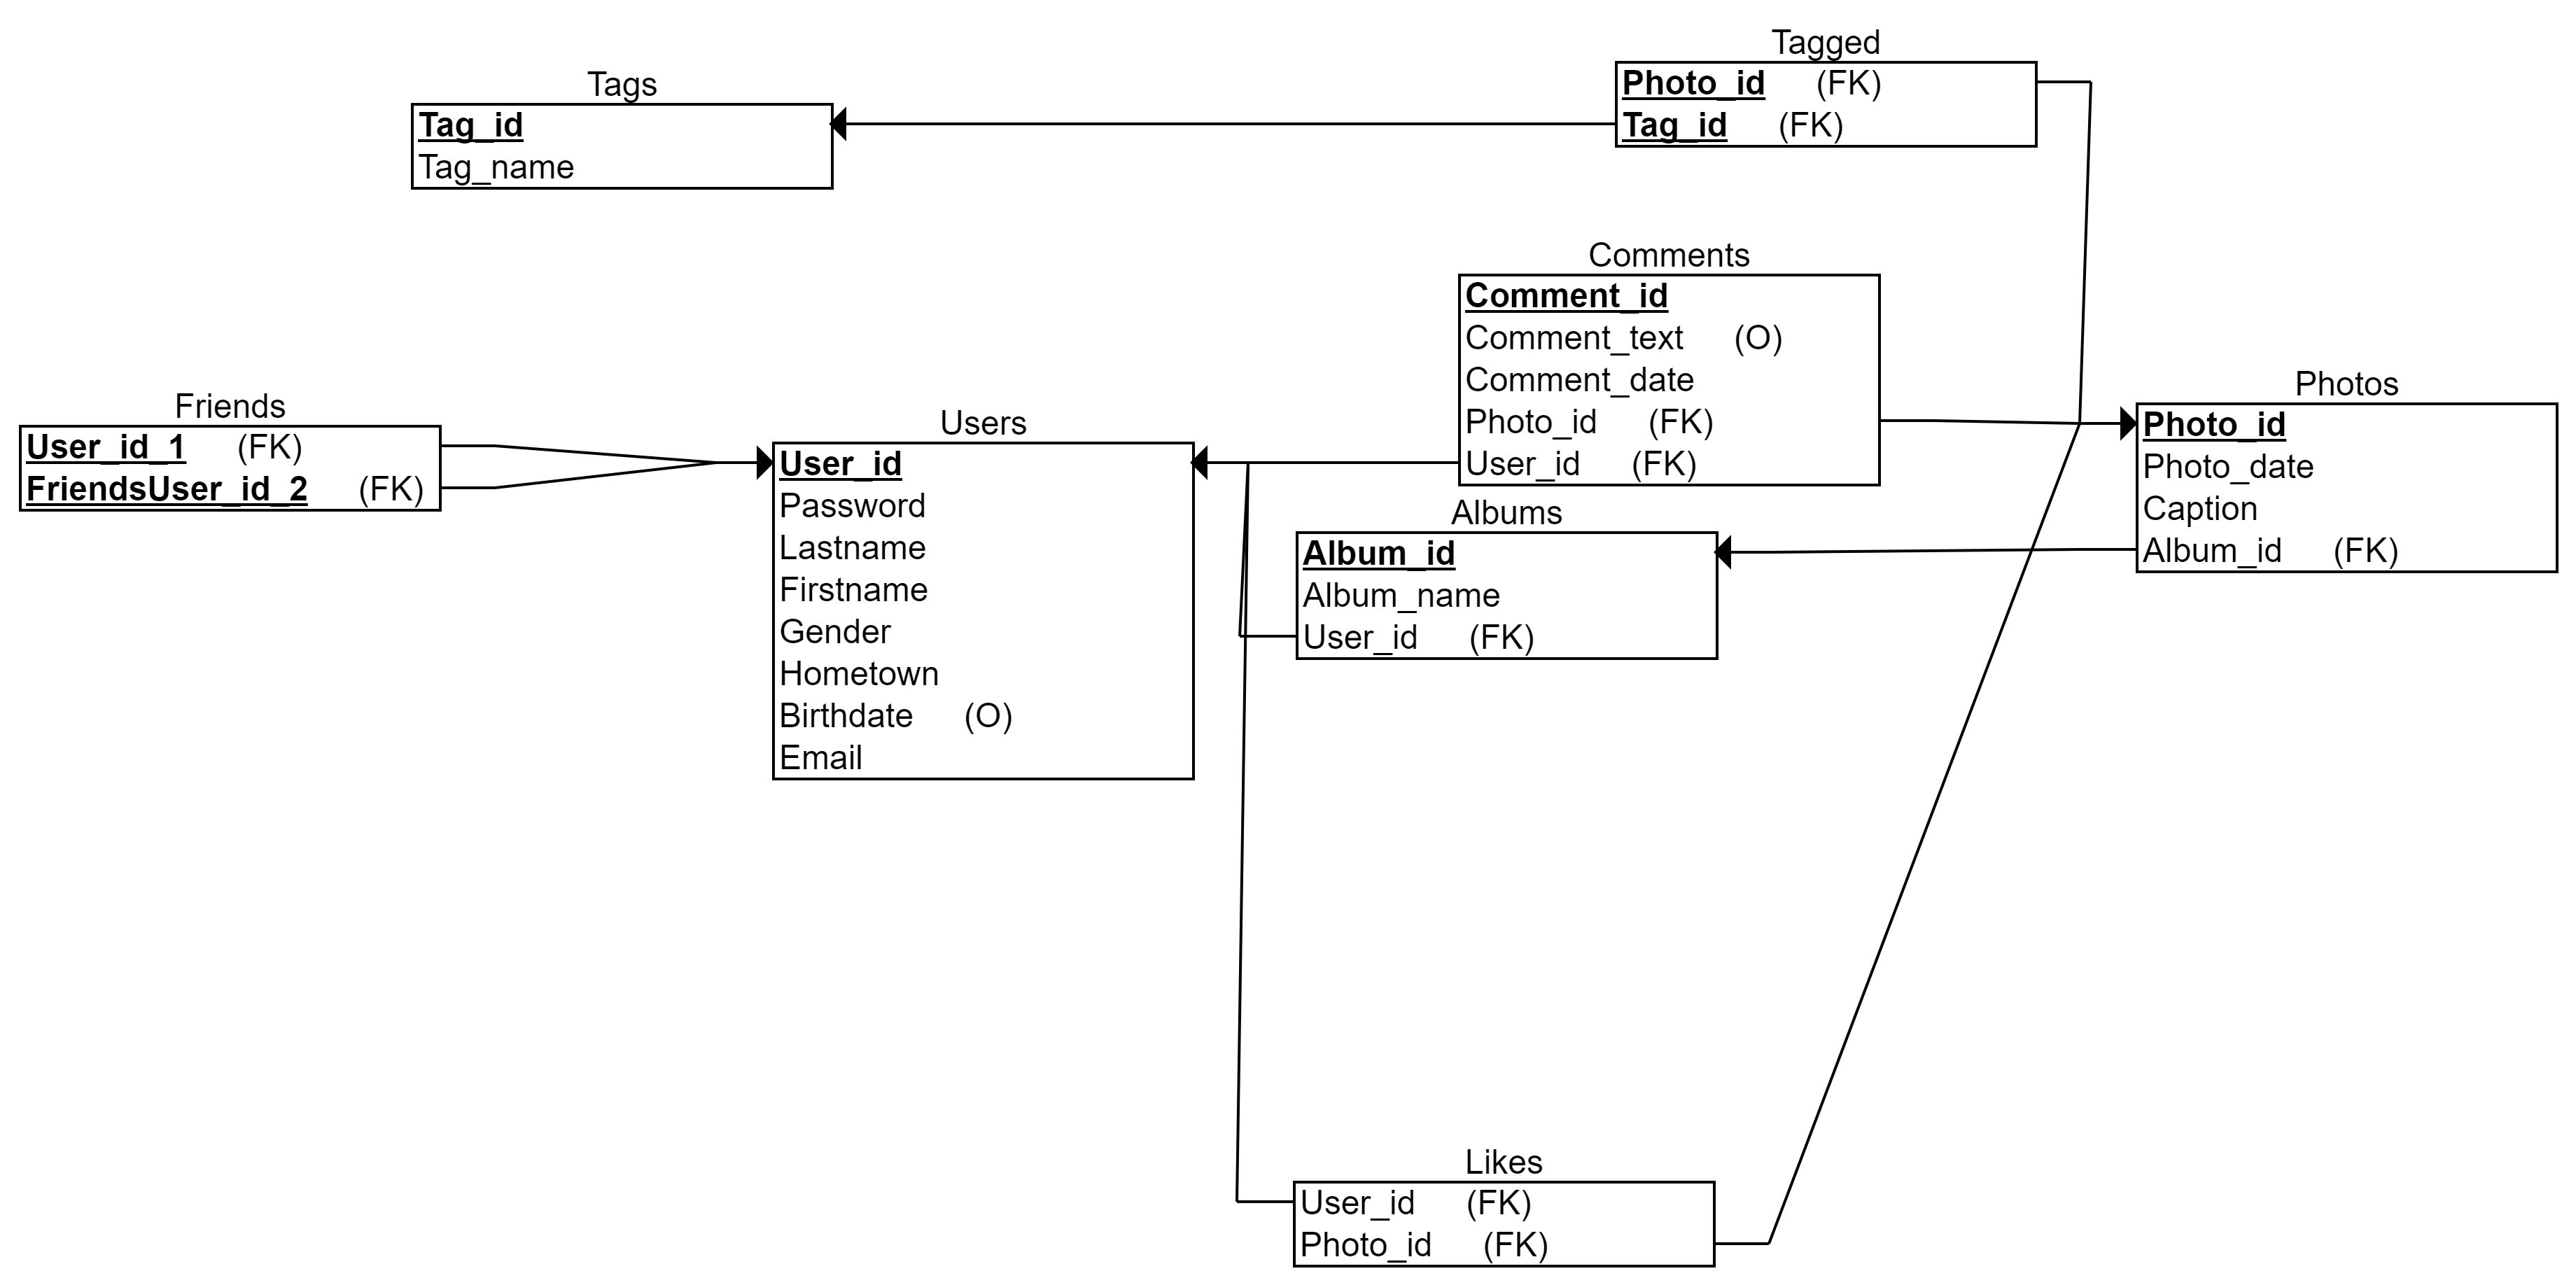 Tagged
Photo_id (FK)
Tag_id (FK)
Tags
Tag_id
Tag_name
Comments
Comment_id
Comment_text (O)
Comment_date
Photo_id (FK)
User_id (FK)
Photos
Photo_id
Photo_date
Caption
Album_id (FK)
Friends
User_id_1 (FK)
FriendsUser_id_2 (FK)
Users
User_id
Password
Lastname
Firstname
Gender
Hometown
Birthdate (O)
Email
Albums
Album_id
Album_name
User_id (FK)
Likes
User_id (FK)
Photo_id (FK)